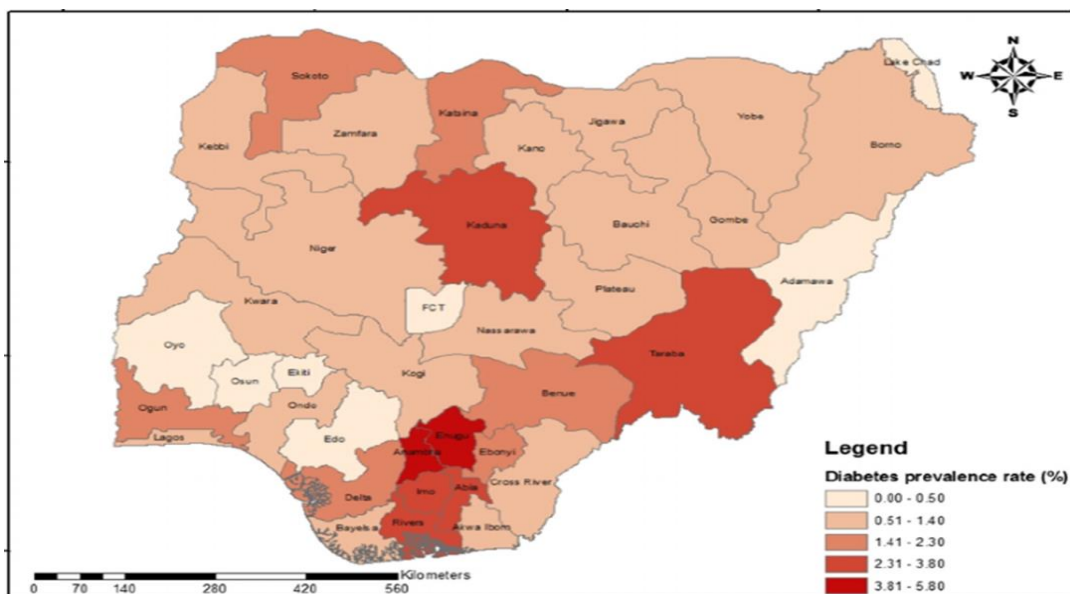 N
W E
S
Lake Chad
Sokoto
Katsina
Jigawa
Yobe
Borno
Zamfara
Kebbi
Kano
Kaduna
Bauchi
Gombe
Niger
Adamawa
Plateau
FCT
Kwara
Nassarawa
Oyo
Taraba
Osun
Ekiti
Kogi
Benue
Ogun
Ondo
Lagos
Edo
Enugu
Anambra
Ebonyi
Cross River
Imo
Abia
Delta
Rivers
Bayelsa
Akwa Ibom
Legend
Diabetes prevalence rate (%)
0.00 - 0.50
0.51 - 1.40
1.41 - 2.30
2.31 - 3.80
3.81 - 5.80
Kilometers
0 70 140 280 420 560